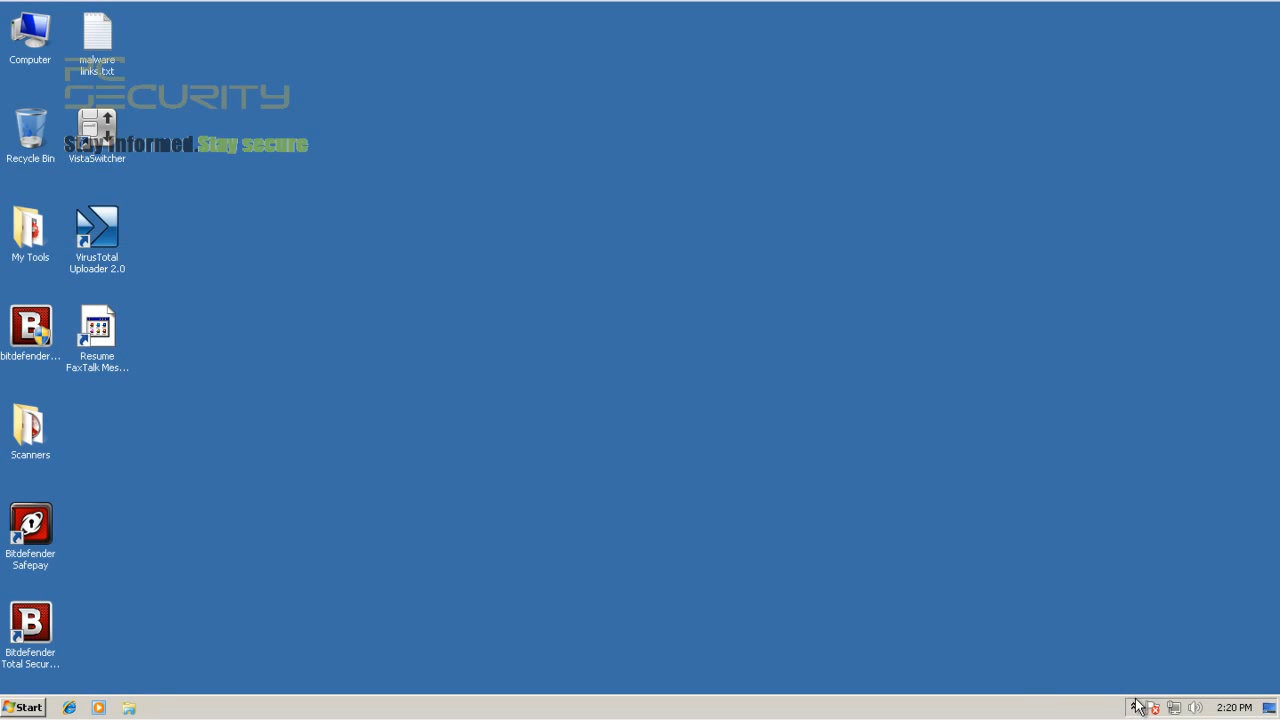 Computer
malware
links.txt
PC
SECURITY
Stay informed.Stay secure
Recycle Bin
VistaSwitcher
My Tools
VirusTotal
Uploader 2.0
bitdefender...
Resume
FaxTalk Mes...
Scanners
Bitdefender
Safepay
Bitdefender
Total Secur...
Start
2:20 PM